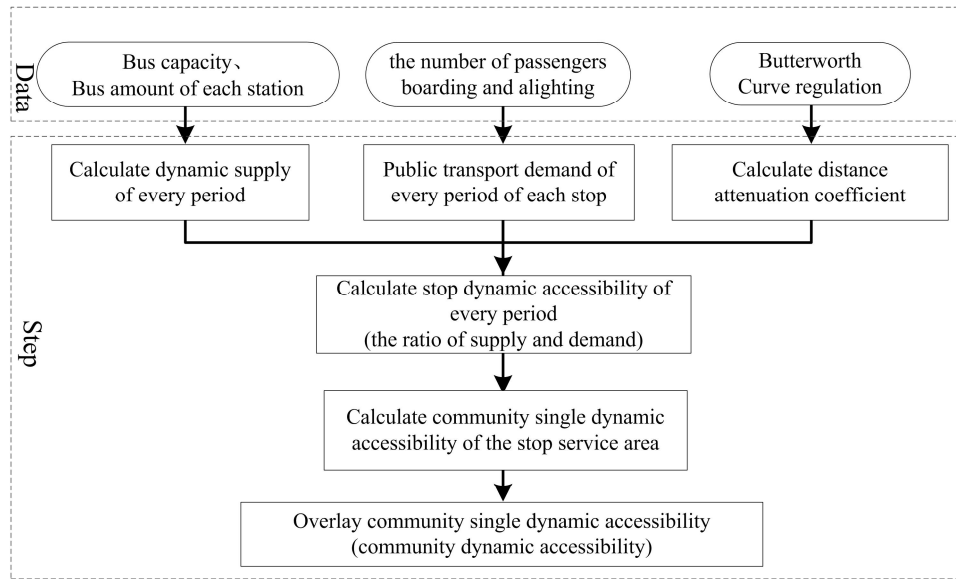 Data
Bus capacity、
Bus amount of each station
the number of passengers
boarding and alighting
Butterworth
Curve regulation
Step
Calculate dynamic supply
of every period
Public transport demand of
every period of each stop
Calculate distance
attenuation coefficient
Calculate stop dynamic accessibility of
every period
(the ratio of supply and demand)
Calculate community single dynamic
accessibility of the stop service area
Overlay community single dynamic accessibility
(community dynamic accessibility)